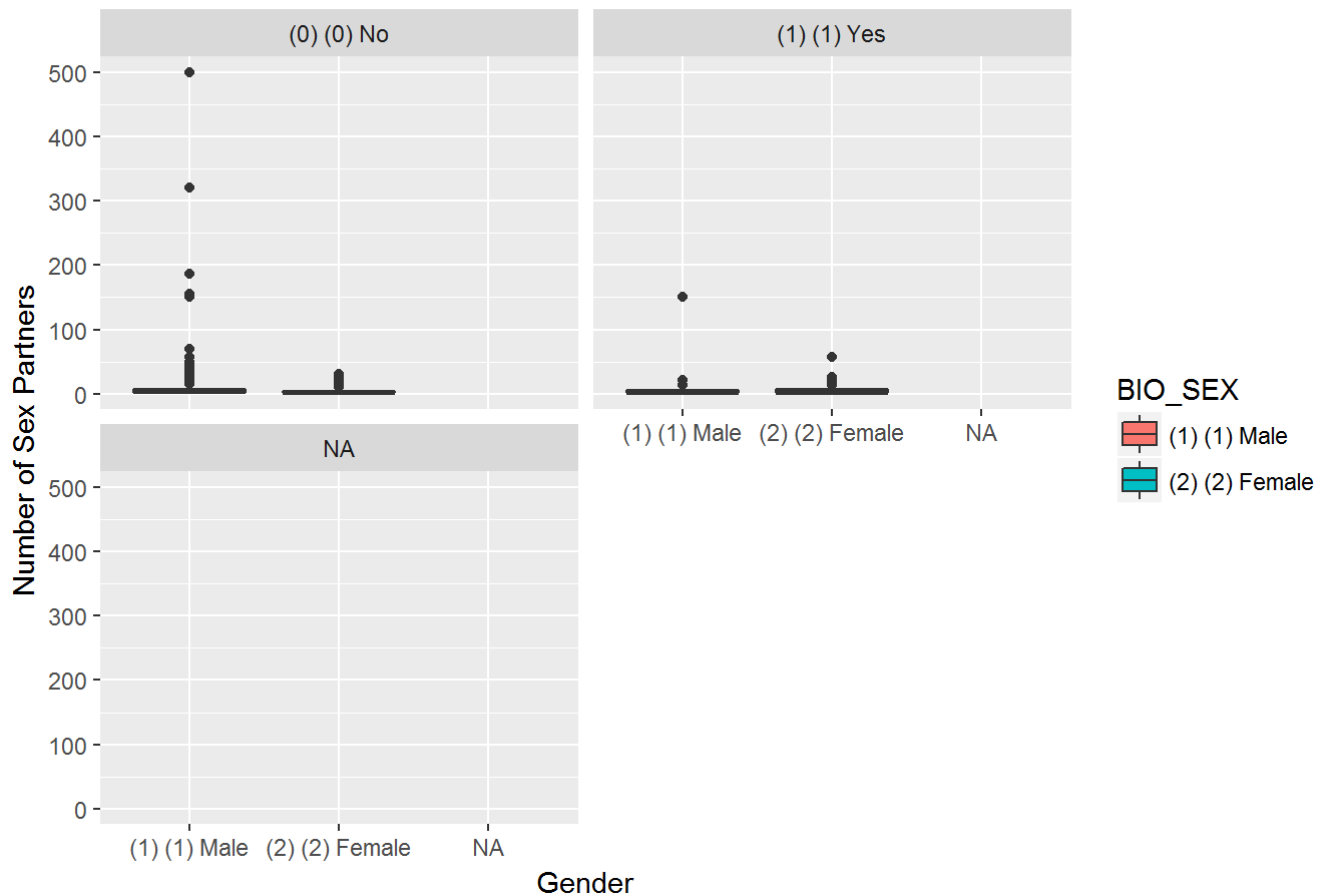 (0) (0) No
(1) (1) Yes
500
400
300
200
100
0
(1) (1) Male (2) (2) Female NA
NA
500
400
300
200
100
0
(1) (1) Male (2) (2) Female NA
Gender
Number of Sex Partners
BIO_SEX
(1) (1) Male
(2) (2) Female